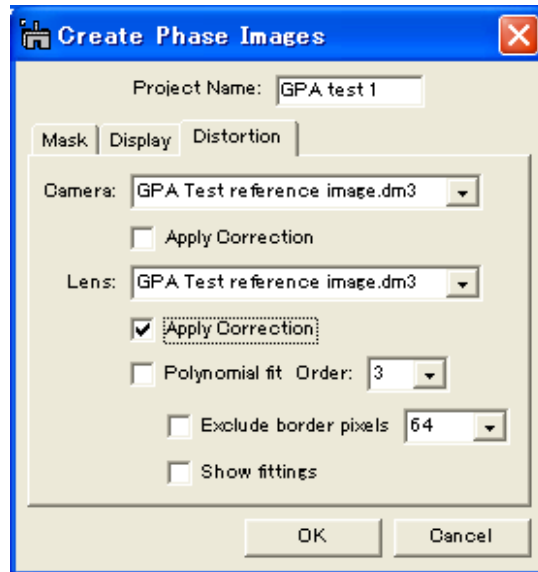 Create Phase Images
Project Name: GPA test 1
Mask Display Distortion
Camera: GPA Test reference image.dm3
Apply Correction
Lens: GPA Test reference image.dm3
Apply Correction
Polynomial fit Order: 3
Exclude border pixels 64
Show fittings
OK Cancel